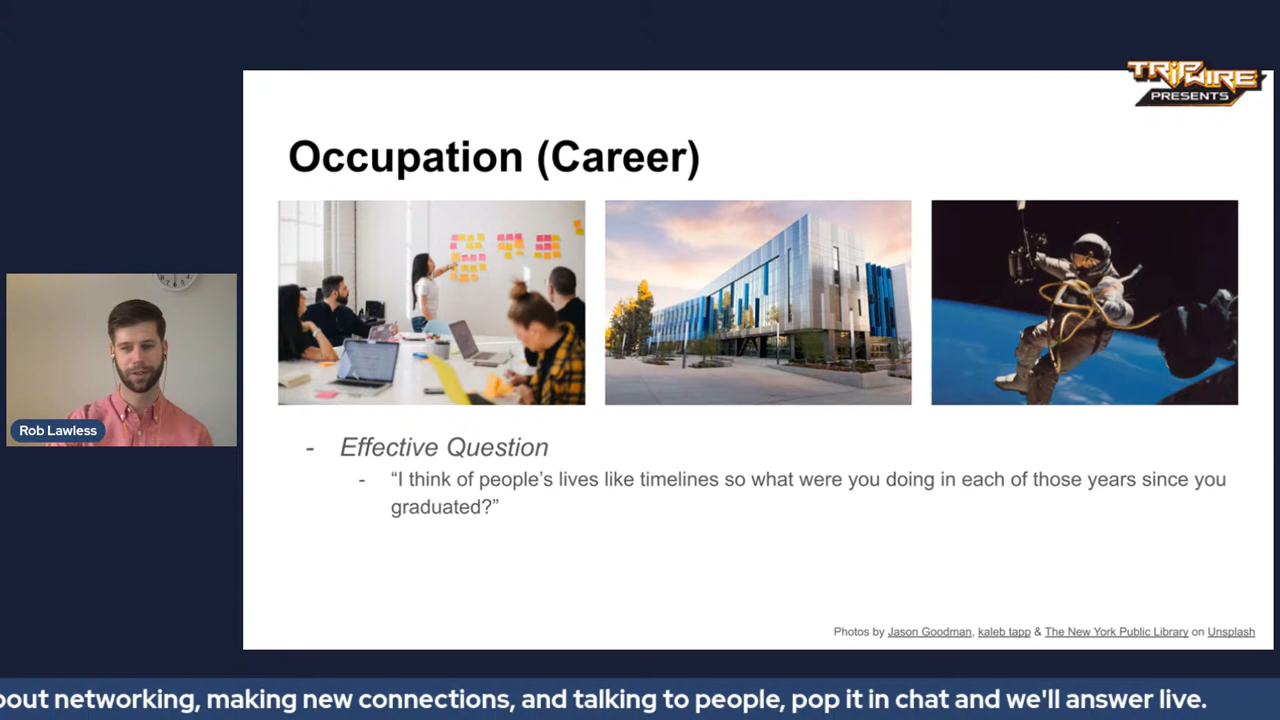 TRIPWIRE
PRESENTS
Occupation (Career)
Rob Lawless
- Effective Question
- “I think of people’s lives like timelines so what were you doing in each of those years since you
graduated?”
Photos by Jason Goodman, kaleb tapp & The New York Public Library on Unsplash
networking, making new connections, and talking to people, pop it in chat and we'll answer live.